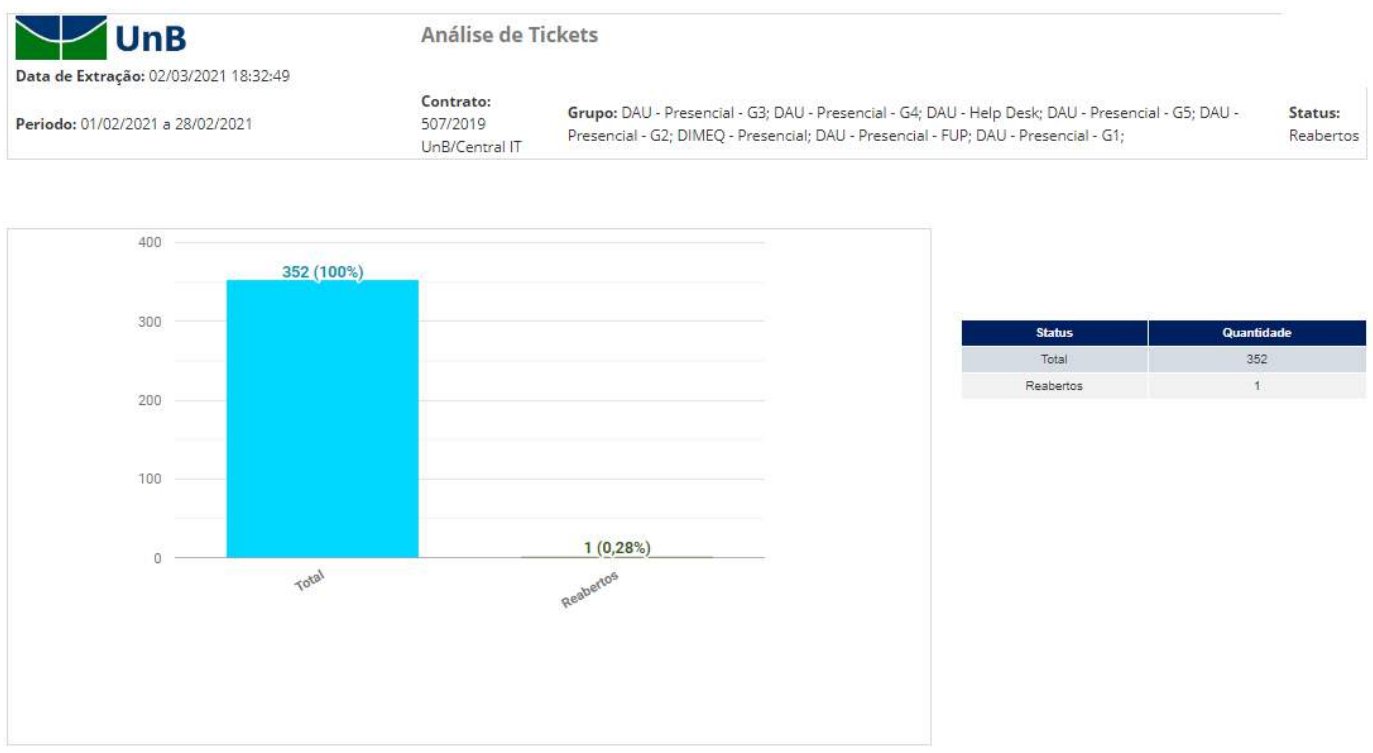 UnB
Análise de Tickets
Data de Extração: 02/03/2021 18:32:49
Periodo: 01/02/2021 a 28/02/2021
Contrato:
507/2019
UnB/Central IT
Grupo: DAU - Presencial - G3; DAU - Presencial - G4; DAU - Help Desk; DAU - Presencial - G5; DAU -
Presencial - G2; DIMEQ - Presencial; DAU - Presencial - FUP; DAU - Presencial - G1;
Status:
Reabertos
400
300
200
100
0
352 (100%)
1 (0,28%)
Total
Reabertos
Status Quantidade
Total 352
Reabertos 1